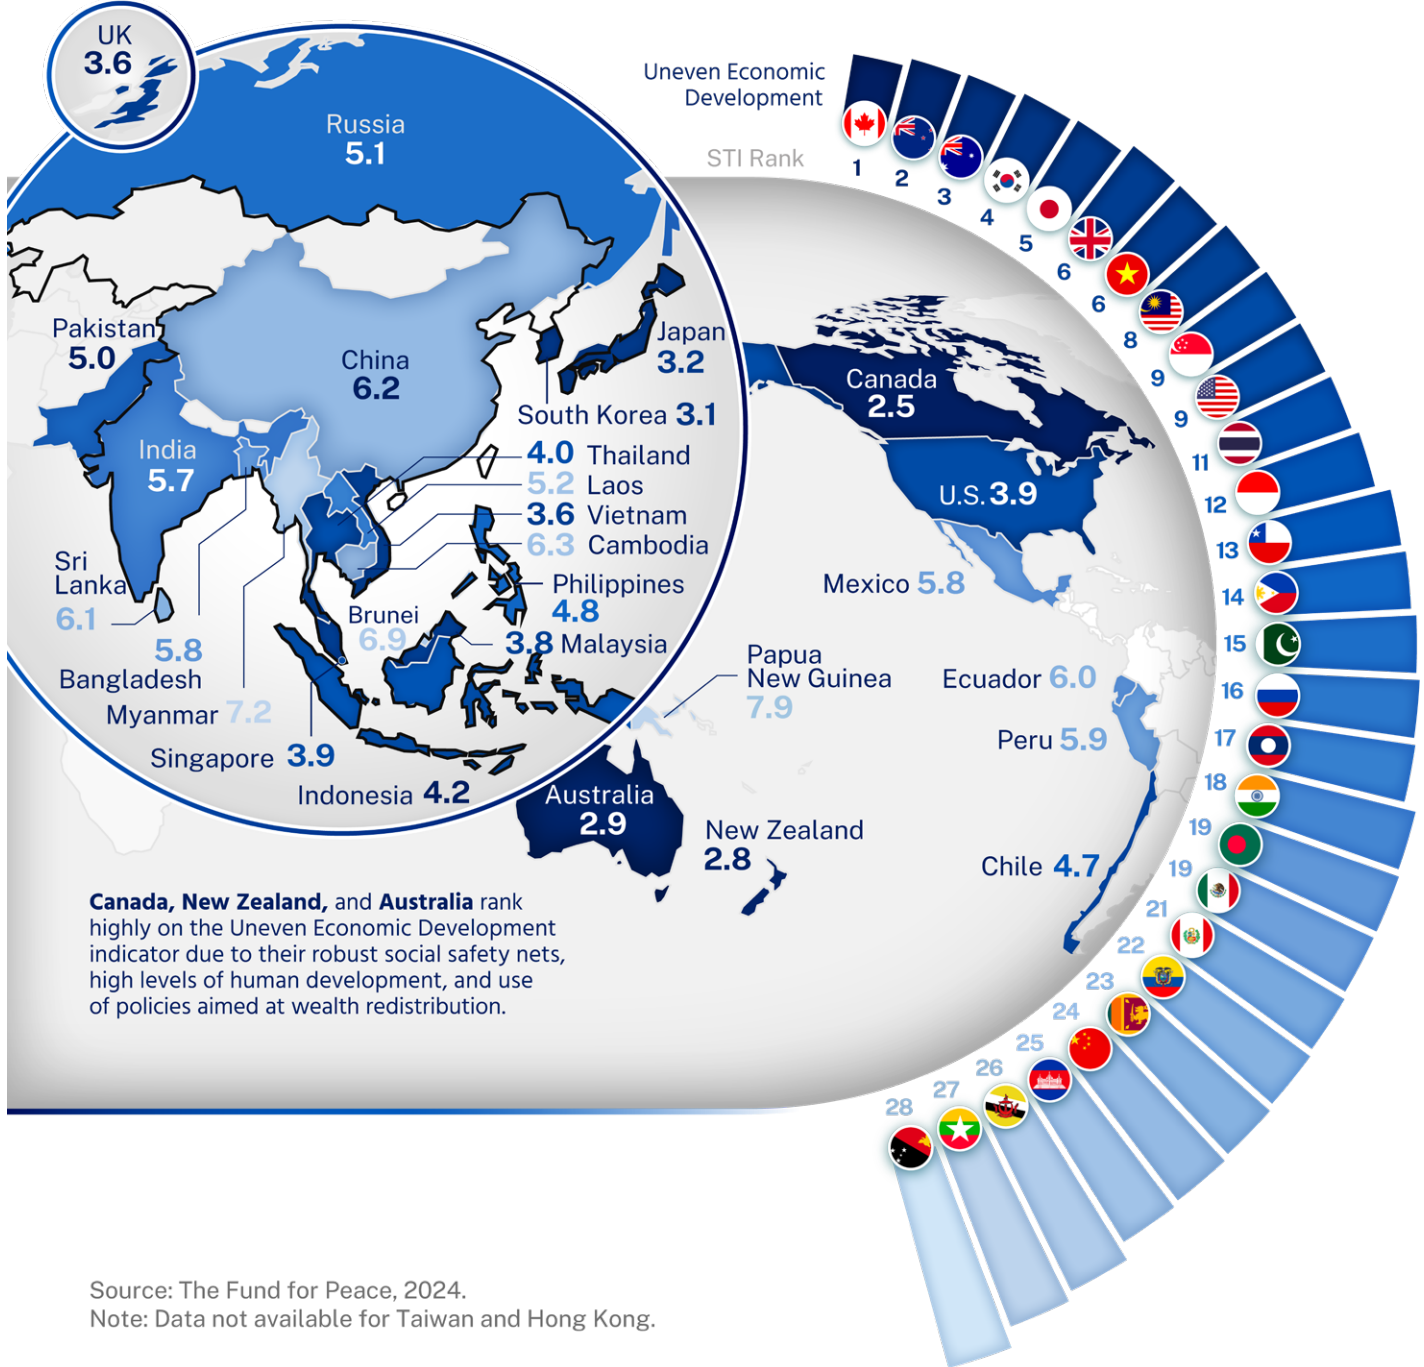 UK
3.6
Russia
5.1
Uneven Economic
Development
STI Rank
Pakistan
5.0
China
6.2
Japan
3.2
South Korea 3.1
India
5.7
4.0 Thailand
5.2 Laos
3.6 Vietnam
6.3 Cambodia
Sri
Lanka
6.1
Philippines
4.8
Brunei
6.9
3.8 Malaysia
5.8
Bangladesh
Myanmar 7.2
Singapore 3.9
Indonesia 4.2
Canada
2.5
U.S. 3.9
Mexico 5.8
Papua
New Guinea
7.9
Ecuador 6.0
Peru 5.9
Australia
2.9
New Zealand
2.8
Chile 4.7
1
2
3
4
5
6
6
8
9
9
11
12
13
14
15
16
17
18
19
19
21
22
23
24
25
26
27
28
Canada, New Zealand, and Australia rank
highly on the Uneven Economic Development
indicator due to their robust social safety nets,
high levels of human development, and use
of policies aimed at wealth redistribution.
Source: The Fund for Peace, 2024.
Note: Data not available for Taiwan and Hong Kong.